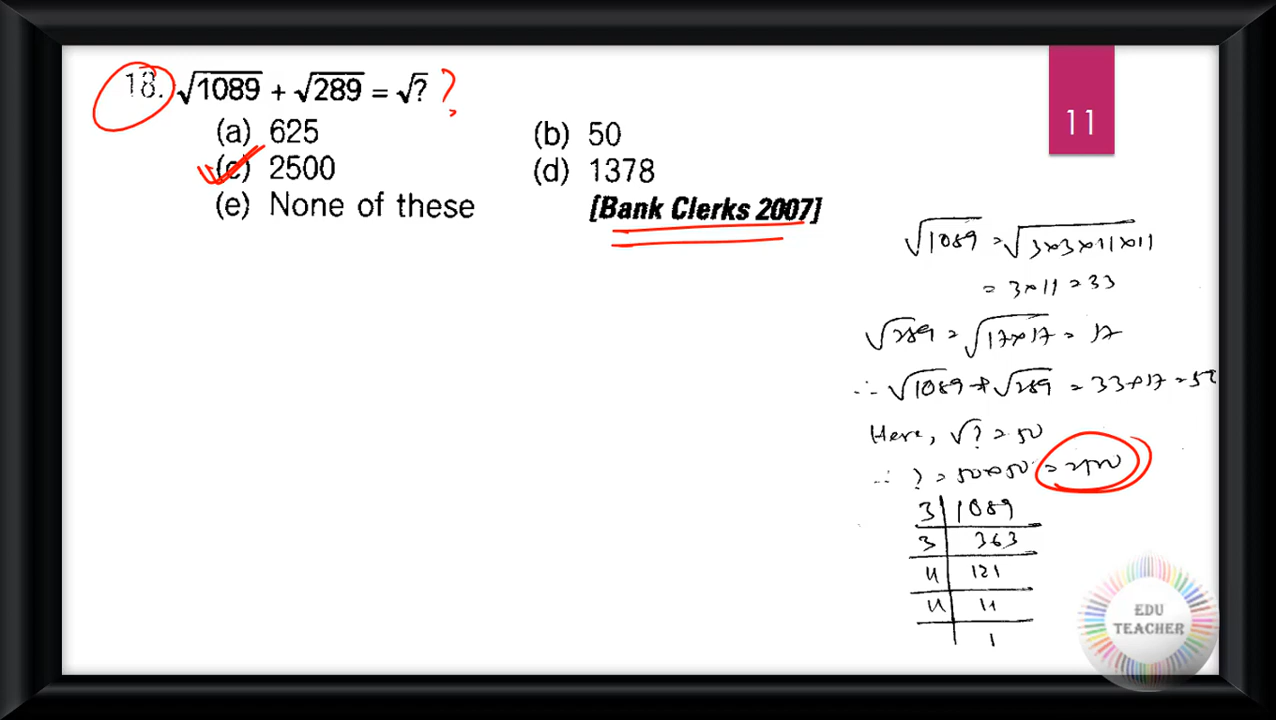 18. √1089 + √289 = √? ?
(a) 625 (b) 50
(c) 2500 (d) 1378
(e) None of these [Bank Clerks 2007]
11
√1089 = √3×3×11×11
= 3×11 = 33
√289 = √17×17 = 17
∴ √1089 + √289 = 33+17 = 50
Here, √? = 50
∴ ? = 50×50 = 2500
3 | 1089
3 | 363
11 | 121
11 | 11
| 1
EDU
TEACHER